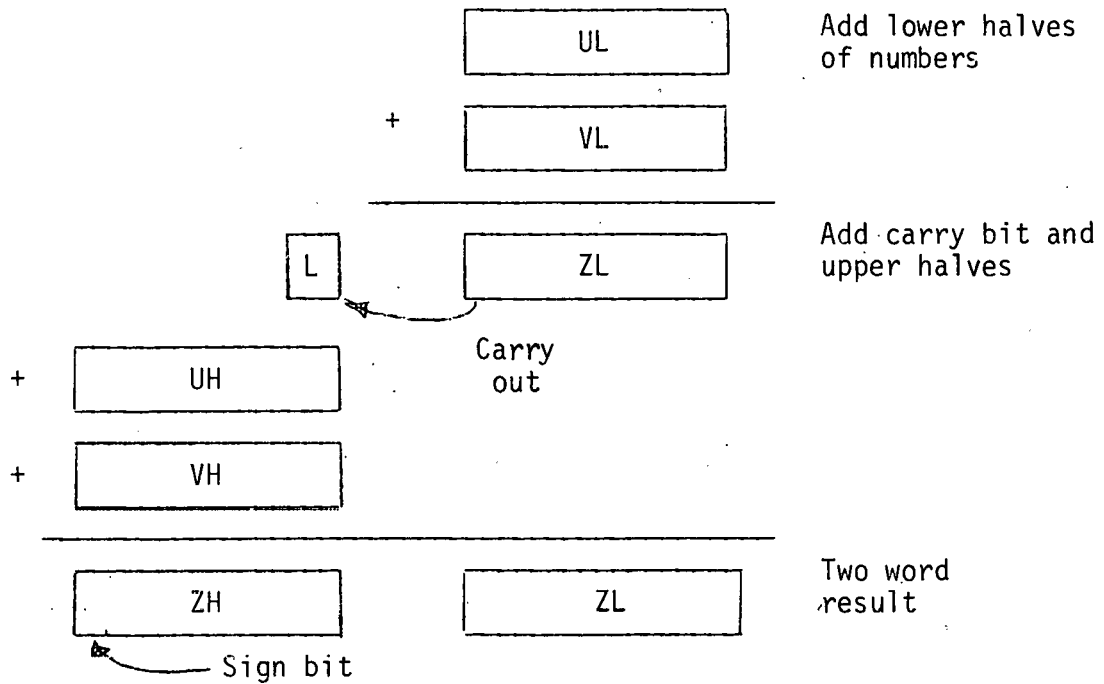 UL
Add lower halves
of numbers
+
VL
L
ZL
Add carry bit and
upper halves
Carry
out
+
UH
+
VH
ZH
ZL
Two word
result
Sign bit